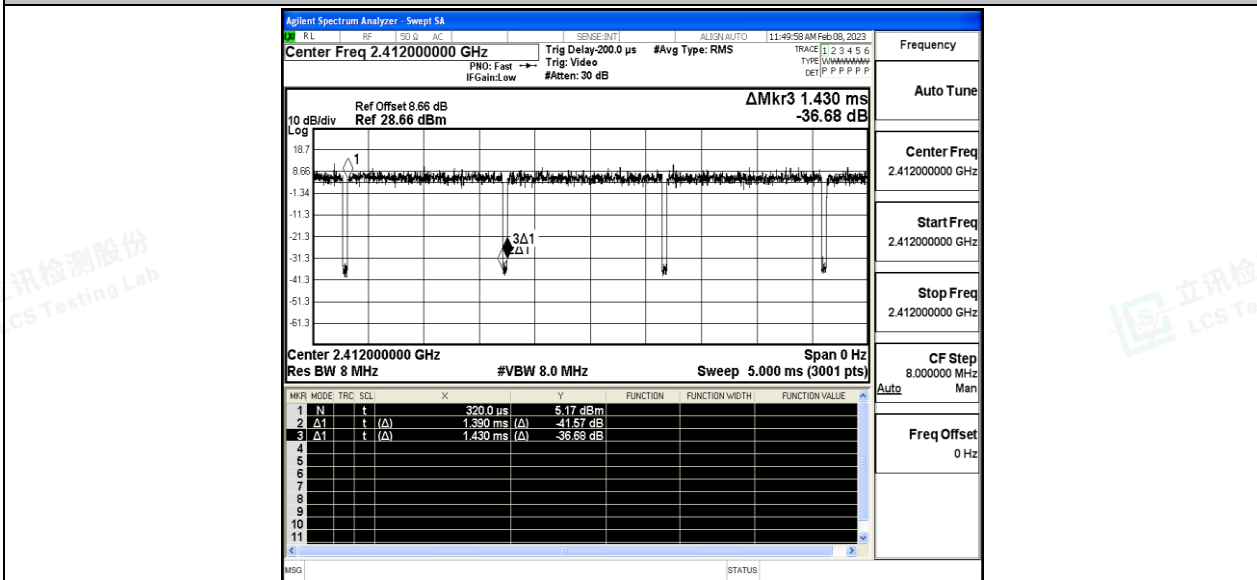 Agilent Spectrum Analyzer - Swept SA
RL RF 50 Ω AC SENSE:INT ALIGN AUTO 11:49:58 AM Feb 08, 2023
Center Freq 2.412000000 GHz
PNO: Fast
IFGain:Low
Trig Delay-200.0 µs
Trig: Video
#Atten: 30 dB
#Avg Type: RMS
TRACE 1 2 3 4 5 6
TYPE
DET P P P P P P
Frequency
Auto Tune
Center Freq
2.412000000 GHz
Start Freq
2.412000000 GHz
Stop Freq
2.412000000 GHz
CF Step
8.000000 MHz
Auto Man
Freq Offset
0 Hz
Ref Offset 8.66 dB
10 dB/div Ref 28.66 dBm
Log
ΔMkr3 1.430 ms
-36.68 dB
18.7
8.66
-1.34
-11.3
-21.3
-31.3
-41.3
-51.3
-61.3
1
3Δ1
2Δ1
Center 2.412000000 GHz Span 0 Hz
Res BW 8 MHz #VBW 8.0 MHz Sweep 5.000 ms (3001 pts)
MKR MODE TRC SCL X Y FUNCTION FUNCTION WIDTH FUNCTION VALUE
1 N t 320.0 µs 5.17 dBm
2 Δ1 t (Δ) 1.390 ms (Δ) -41.57 dB
3 Δ1 t (Δ) 1.430 ms (Δ) -36.68 dB
4
5
6
7
8
9
10
11
MSG STATUS
讯检测股份
LCS Testing Lab
立讯检
LCS Te